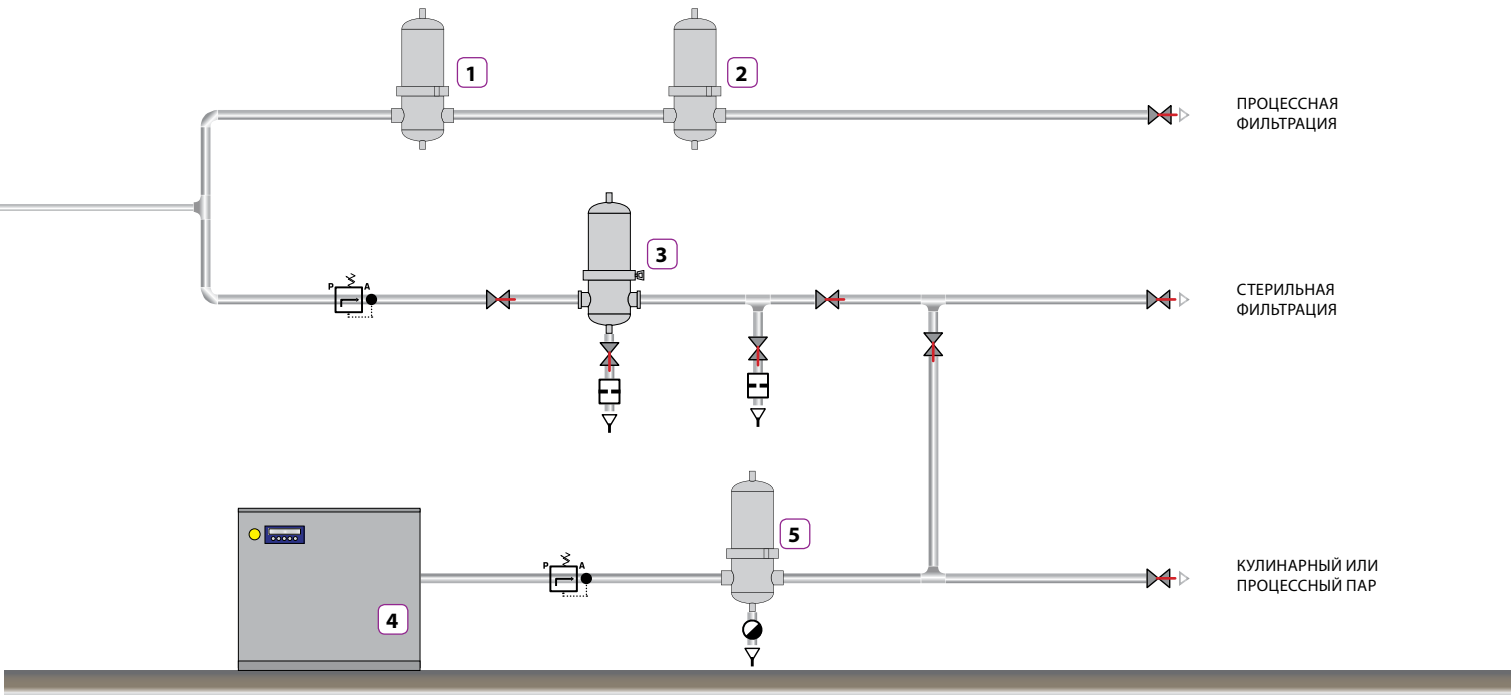 1
2
ПРОЦЕССНАЯ
ФИЛЬТРАЦИЯ
3
P A
СТЕРИЛЬНАЯ
ФИЛЬТРАЦИЯ
5
P A
КУЛИНАРНЫЙ ИЛИ
ПРОЦЕССНЫЙ ПАР
4